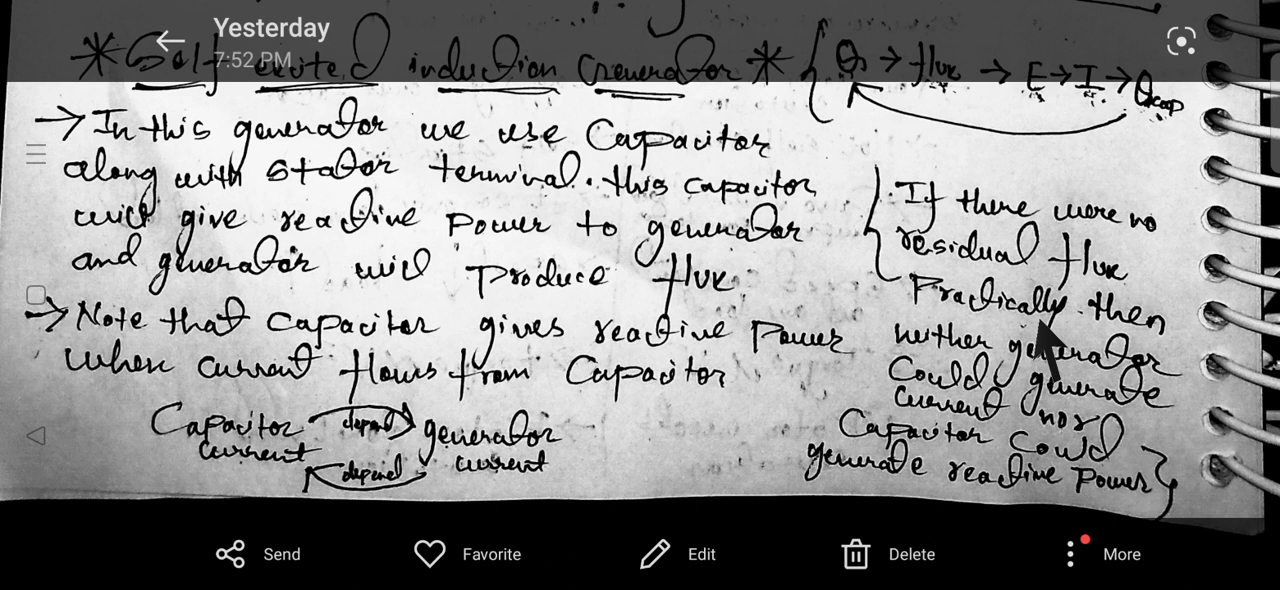 Yesterday
7:52 PM
* Self exited induction Generator * { Q → flux → E → I → Qcap
→ In this generator we use Capacitor
along with stator terminal. this capacitor
will give reactive power to generator
and generator will produce flux
→ Note that capacitor gives reactive power
when current flows from Capacitor
Capacitor current depend generator current
depend
If there were no
residual flux
Practically. then
neither generator
Could generate
current nor
Capacitor Could
generate reactive power
Send
Favorite
Edit
Delete
More